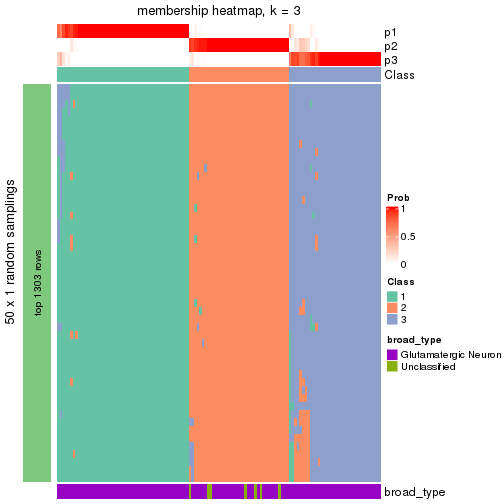 membership heatmap, k = 3
p1
p2
p3
Class
50 x 1 random samplings
top 1303 rows
Prob
1
0.5
0
Class
1
2
3
broad_type
Glutamatergic Neuron
Unclassified
broad_type